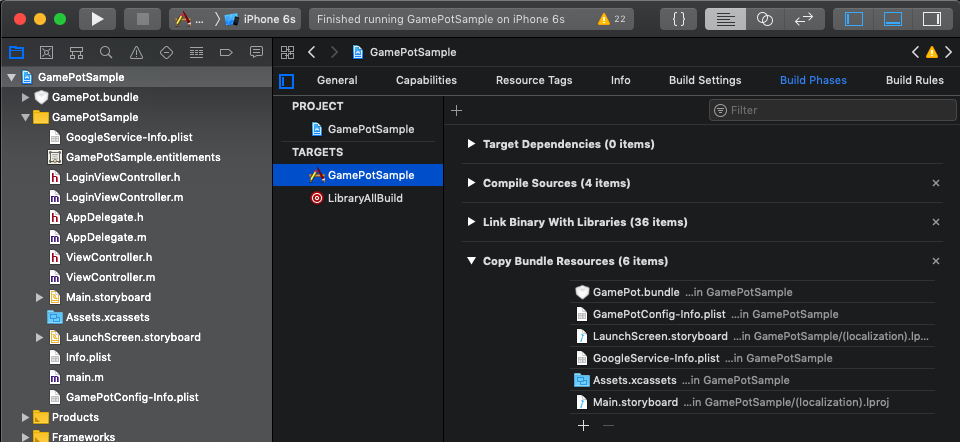 ... iPhone 6s
Finished running GamePotSample on iPhone 6s
22
{ }
GamePotSample
General Capabilities Resource Tags Info Build Settings Build Phases Build Rules
GamePotSample
GamePot.bundle
GamePotSample
GoogleService-Info.plist
GamePotSample.entitlements
LoginViewController.h
LoginViewController.m
AppDelegate.h
AppDelegate.m
ViewController.h
ViewController.m
Main.storyboard
Assets.xcassets
LaunchScreen.storyboard
Info.plist
main.m
GamePotConfig-Info.plist
Products
Frameworks
PROJECT
GamePotSample
TARGETS
GamePotSample
LibraryAllBuild
Filter
Target Dependencies (0 items)
Compile Sources (4 items)
Link Binary With Libraries (36 items)
Copy Bundle Resources (6 items)
GamePot.bundle ...in GamePotSample
GamePotConfig-Info.plist ...in GamePotSample
LaunchScreen.storyboard ...in GamePotSample/(localization).lp...
GoogleService-Info.plist ...in GamePotSample
Assets.xcassets ...in GamePotSample
Main.storyboard ...in GamePotSample/(localization).lproj